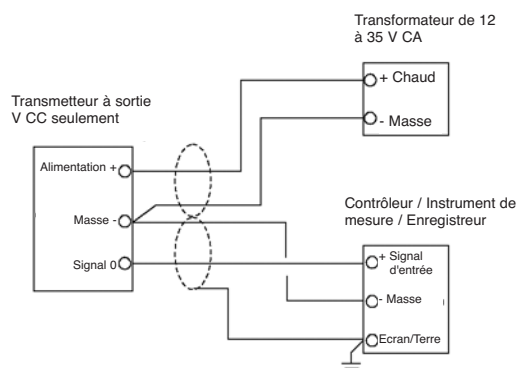 Transformateur de 12
à 35 V CA
+ Chaud
- Masse
Transmetteur à sortie
V CC seulement
Alimentation +
Masse -
Signal 0
Contrôleur / Instrument de
mesure / Enregistreur
+ Signal
d'entrée
- Masse
Ecran/Terre